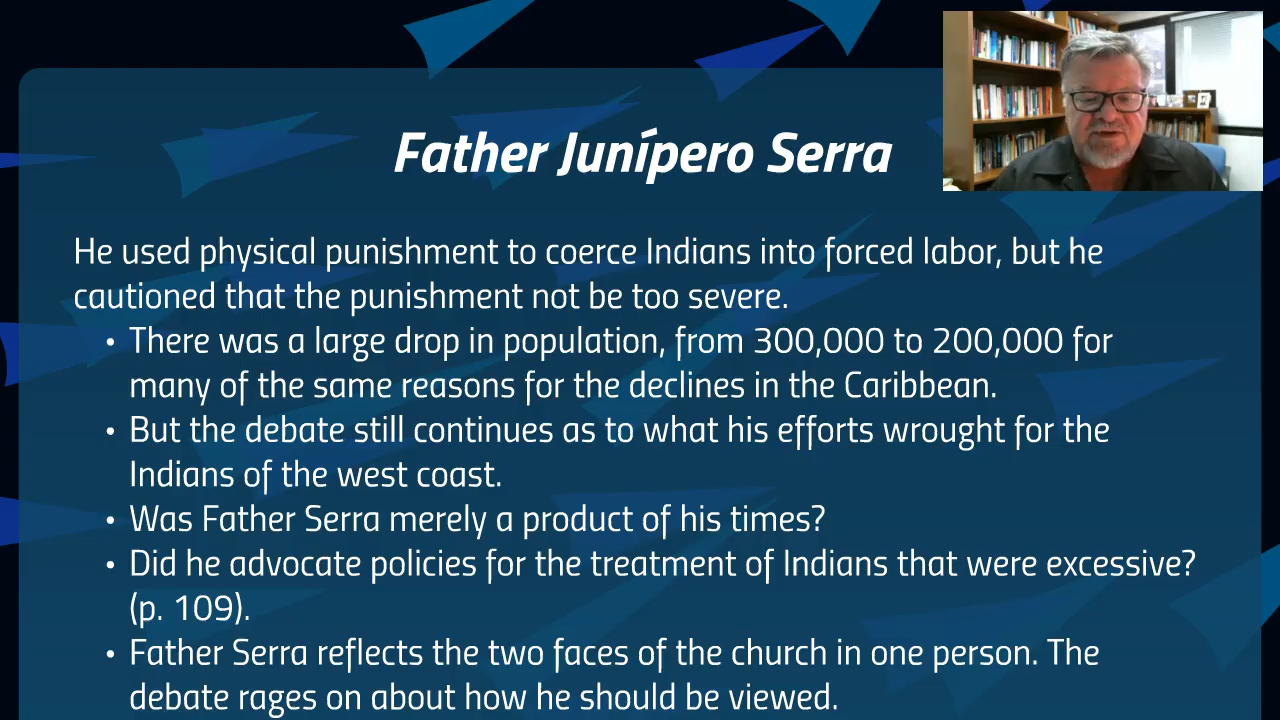 Father Junípero Serra
He used physical punishment to coerce Indians into forced labor, but he
cautioned that the punishment not be too severe.
• There was a large drop in population, from 300,000 to 200,000 for
many of the same reasons for the declines in the Caribbean.
• But the debate still continues as to what his efforts wrought for the
Indians of the west coast.
• Was Father Serra merely a product of his times?
• Did he advocate policies for the treatment of Indians that were excessive?
(p. 109).
• Father Serra reflects the two faces of the church in one person. The
debate rages on about how he should be viewed.